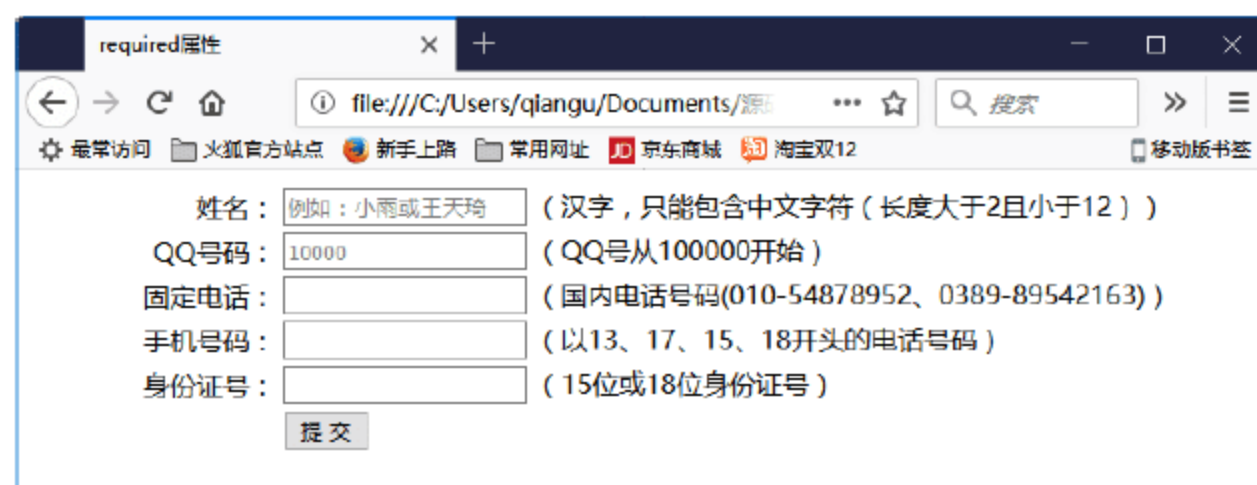 required属性
file:///C:/Users/qiangu/Documents/源码
搜索
最常访问 火狐官方站点 新手上路 常用网址 JD 京东商城 淘 淘宝双12 移动版书签
姓名： 例如：小雨或王天琦 （汉字，只能包含中文字符（长度大于2且小于12））
QQ号码： 10000 （QQ号从100000开始）
固定电话： （国内电话号码(010-54878952、0389-89542163)）
手机号码： （以13、17、15、18开头的电话号码）
身份证号： （15位或18位身份证号）
提 交